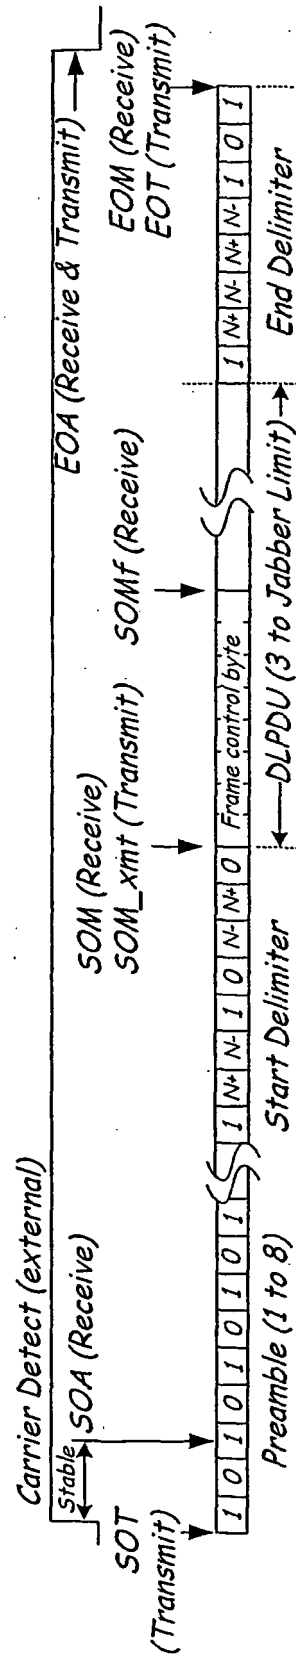 Carrier Detect (external)
Stable
SOA (Receive)
EOA (Receive & Transmit)
SOT
(Transmit)
SOM (Receive)
SOM_xmt (Transmit)
SOMf (Receive)
EOM (Receive)
EOT (Transmit)
1 0 1 0 1 0 1 0 1 1 N+ N- 1 0 N- N+ 0 Frame control byte 1 N+ N- N+ N- 1 0 1
Preamble (1 to 8)
Start Delimiter
DLPDU (3 to Jabber Limit)
End Delimiter